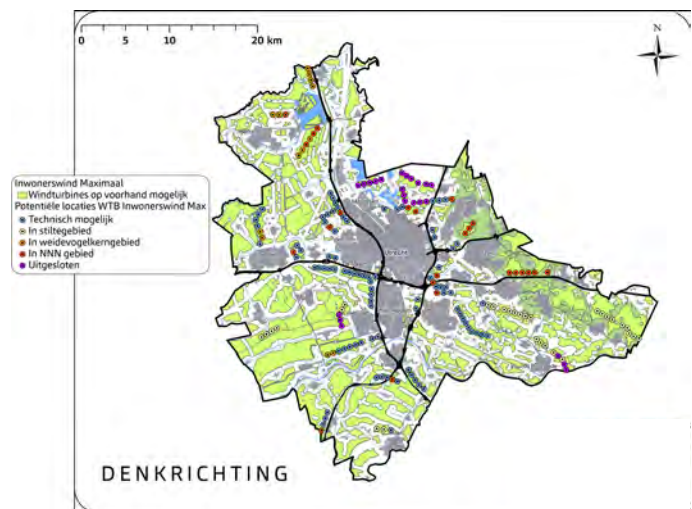 0 5 10 20 km
N
Inwonerswind Maximaal
Windturbines op voorhand mogelijk
Potentiële locaties WTB Inwonerswind Max
Technisch mogelijk
In stiltegebied
In weidevogelkerngebied
In NNN gebied
Uitgesloten
Utrecht
DENKRICHTING